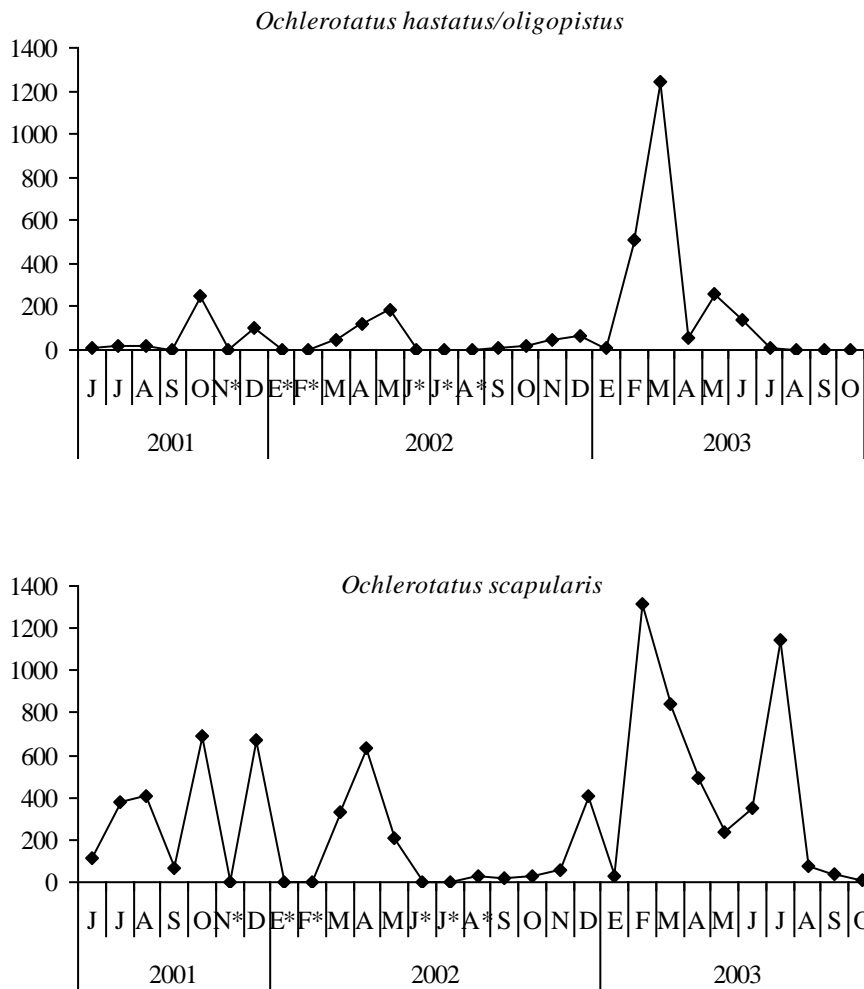 Ochlerotatus hastatus/oligopistus
1400
1200
1000
800
600
400
200
0
J J A S O N* D E* F* M A M J* J* A* S O N D E F M A M J J A S O
2001 2002 2003
Ochlerotatus scapularis
1400
1200
1000
800
600
400
200
0
J J A S O N* D E* F* M A M J* J* A* S O N D E F M A M J J A S O
2001 2002 2003